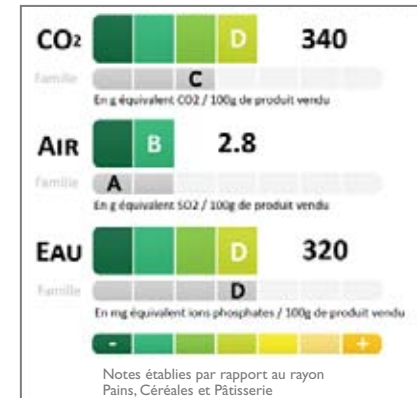 CO2 D 340
Famille C
En g équivalent CO2 / 100g de produit vendu
AIR B 2.8
Famille A
En g équivalent SO2 / 100g de produit vendu
EAU D 320
Famille D
En mg équivalent ions phosphates / 100g de produit vendu
- +
Notes établies par rapport au rayon
Pains, Céréales et Pâtisserie